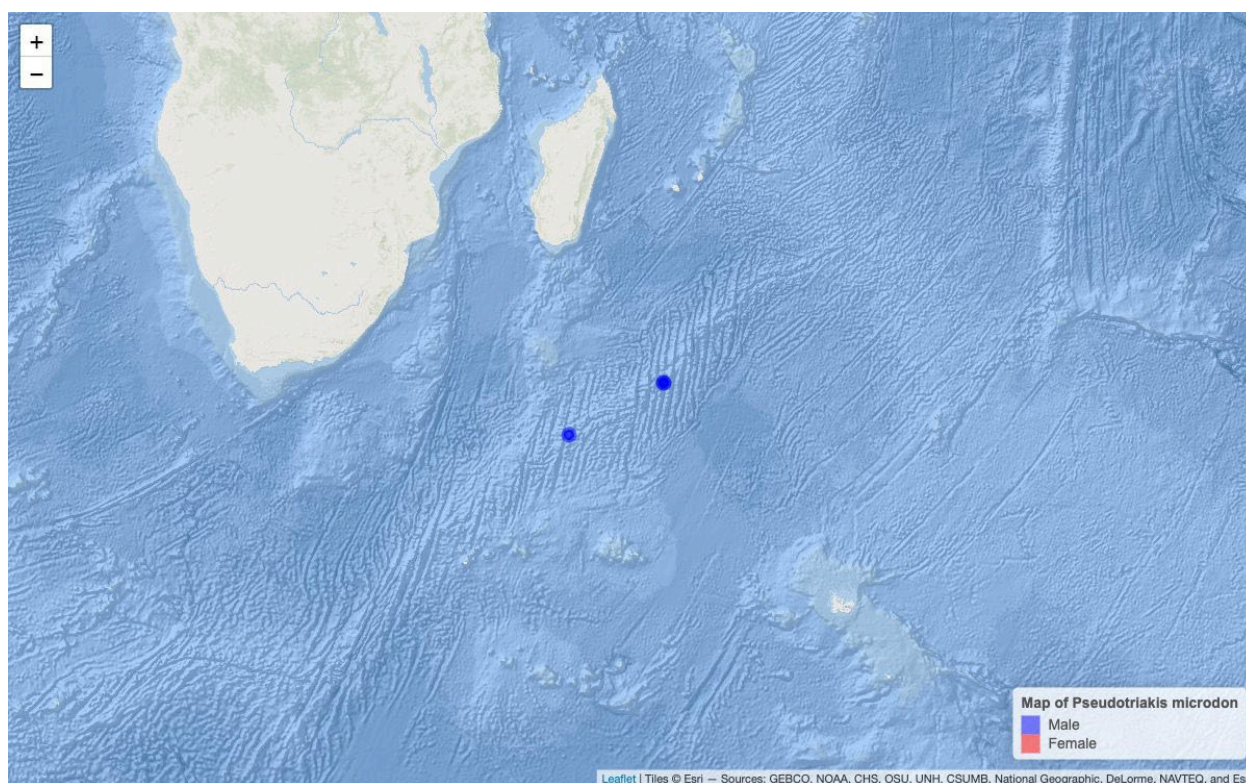 +
−
Map of Pseudotriakis microdon
Male
Female
Leaflet | Tiles © Esri — Sources: GEBCO, NOAA, CHS, OSU, UNH, CSUMB, National Geographic, DeLorme, NAVTEQ, and Es